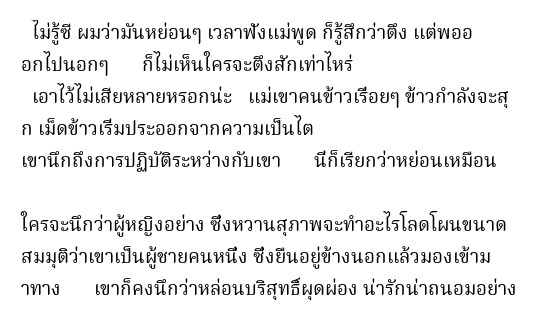 ไม่รู้ซี ผมว่ามันหย่อนๆ เวลาฟังแม่พูด ก็รู้สึกว่าตึง แต่พออ
อกไปนอกๆ ก็ไม่เห็นใครจะตึงสักเท่าไหร่
เอาไว้ไม่เสียหลายหรอกน่ะ แม่เขาคนข้าวเรือยๆ ข้าวกำลังจะสุ
ก เม็ดข้าวเริมประออกจากความเป็นไต
เขานึกถึงการปฏิบัติระหว่างกับเขา นีก็เรียกว่าหย่อนเหมือน
ใครจะนึกว่าผู้หญิงอย่าง ซึงหวานสุภาพจะทำอะไรโลดโผนขนาด
สมมุติว่าเขาเป็นผู้ชายคนหนึง ซึงยืนอยู่ข้างนอกแล้วมองเข้าม
าทาง เขาก็คงนึกว่าหล่อนบริสุทธิ์ผุดผ่อง น่ารักน่าถนอมอย่าง